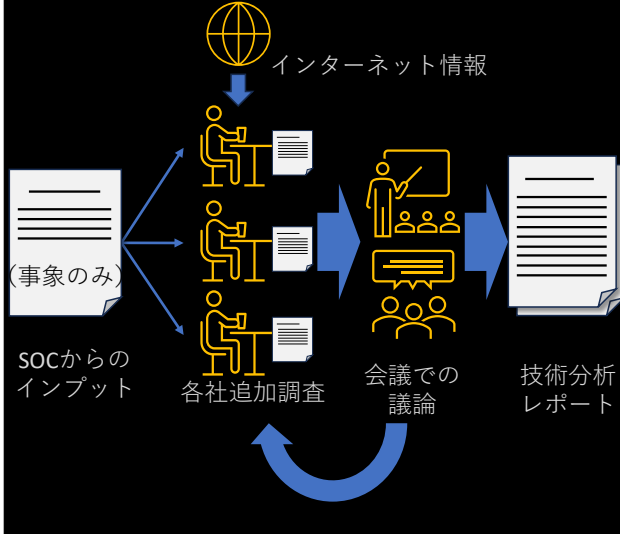 インターネット情報
(事象のみ)
SOCからの
インプット
各社追加調査
会議での
議論
技術分析
レポート